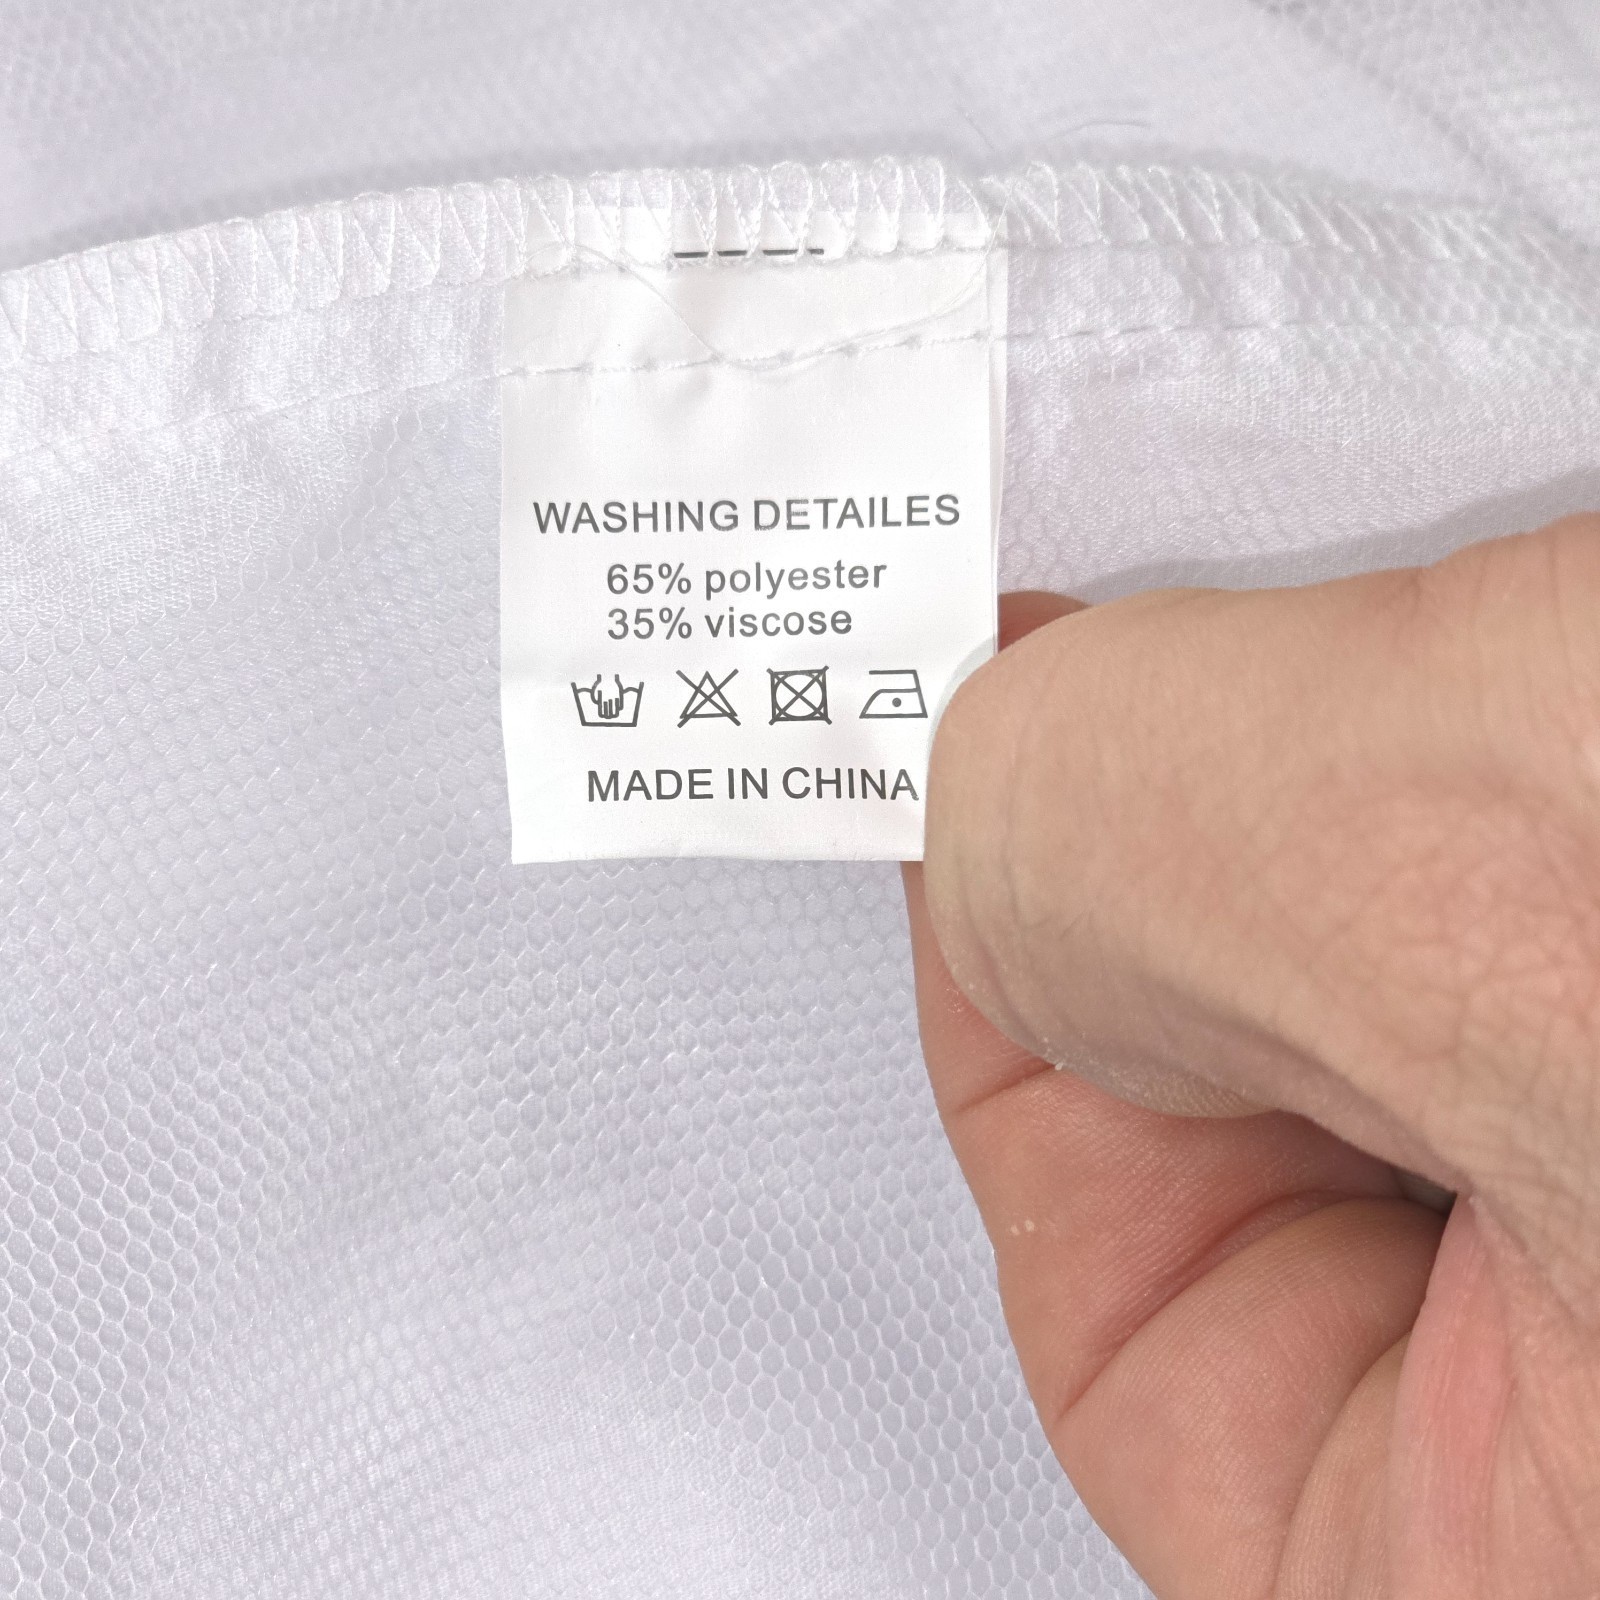 WASHING DETAILES
65% polyester
35% viscose
MADE IN CHINA